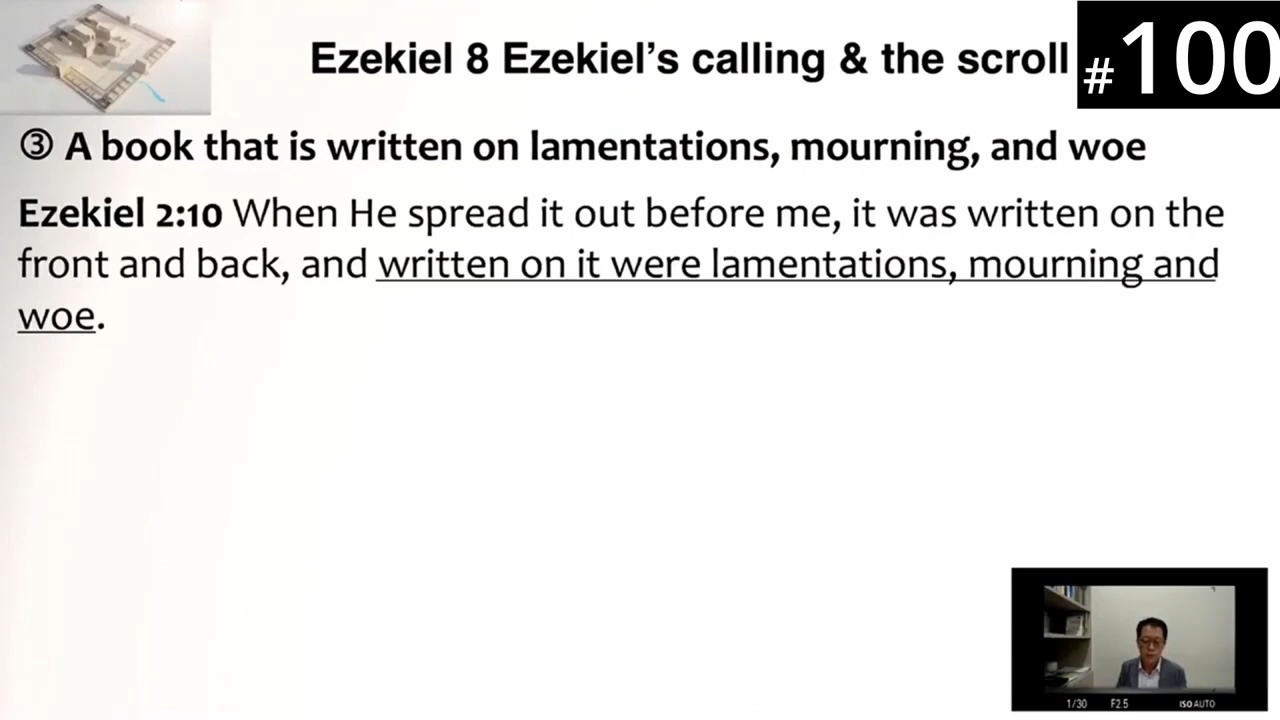 Ezekiel 8 Ezekiel’s calling & the scroll
#100
③ A book that is written on lamentations, mourning, and woe
Ezekiel 2:10 When He spread it out before me, it was written on the
front and back, and written on it were lamentations, mourning and
woe.
1/30 F2.5 ISO AUTO